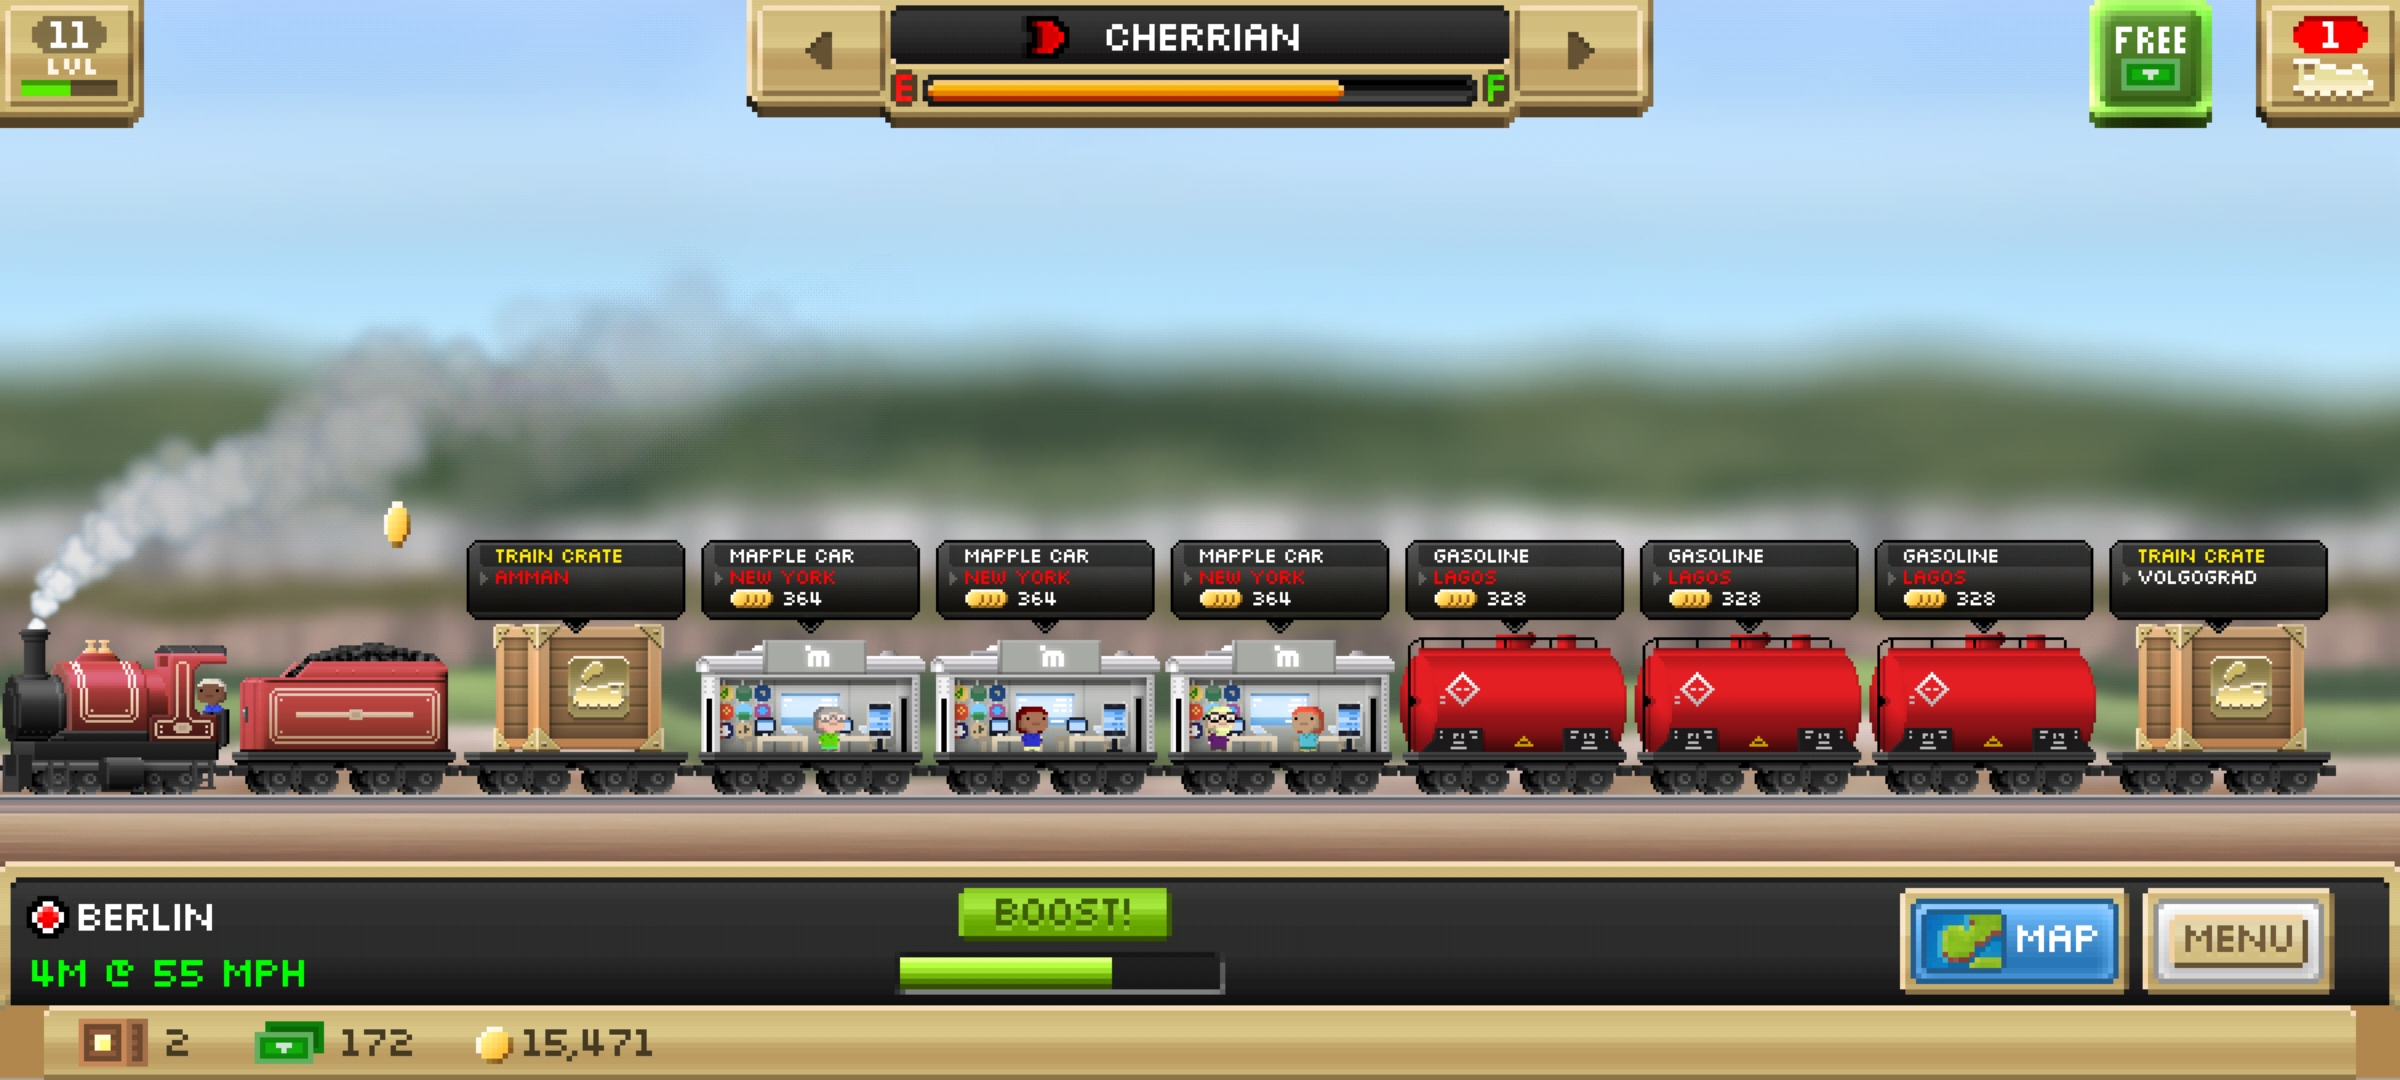 11
LVL
CHERRIAN
E F
FREE
1
TRAIN CRATE
AMMAN
MAPPLE CAR
NEW YORK
364
MAPPLE CAR
NEW YORK
364
MAPPLE CAR
NEW YORK
364
GASOLINE
LAGOS
328
GASOLINE
LAGOS
328
GASOLINE
LAGOS
328
TRAIN CRATE
VOLGOGRAD
m
m
m
BERLIN
4M @ 55 MPH
BOOST!
MAP
MENU
2
172
15,471